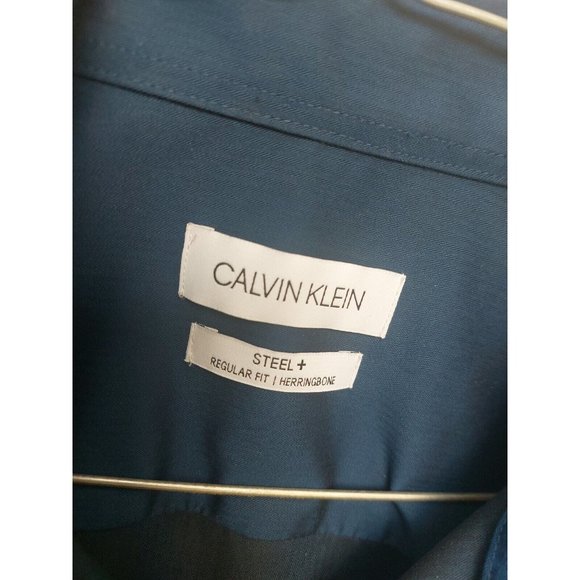 CALVIN KLEIN
STEEL+
REGULAR FIT | HERRINGBONE